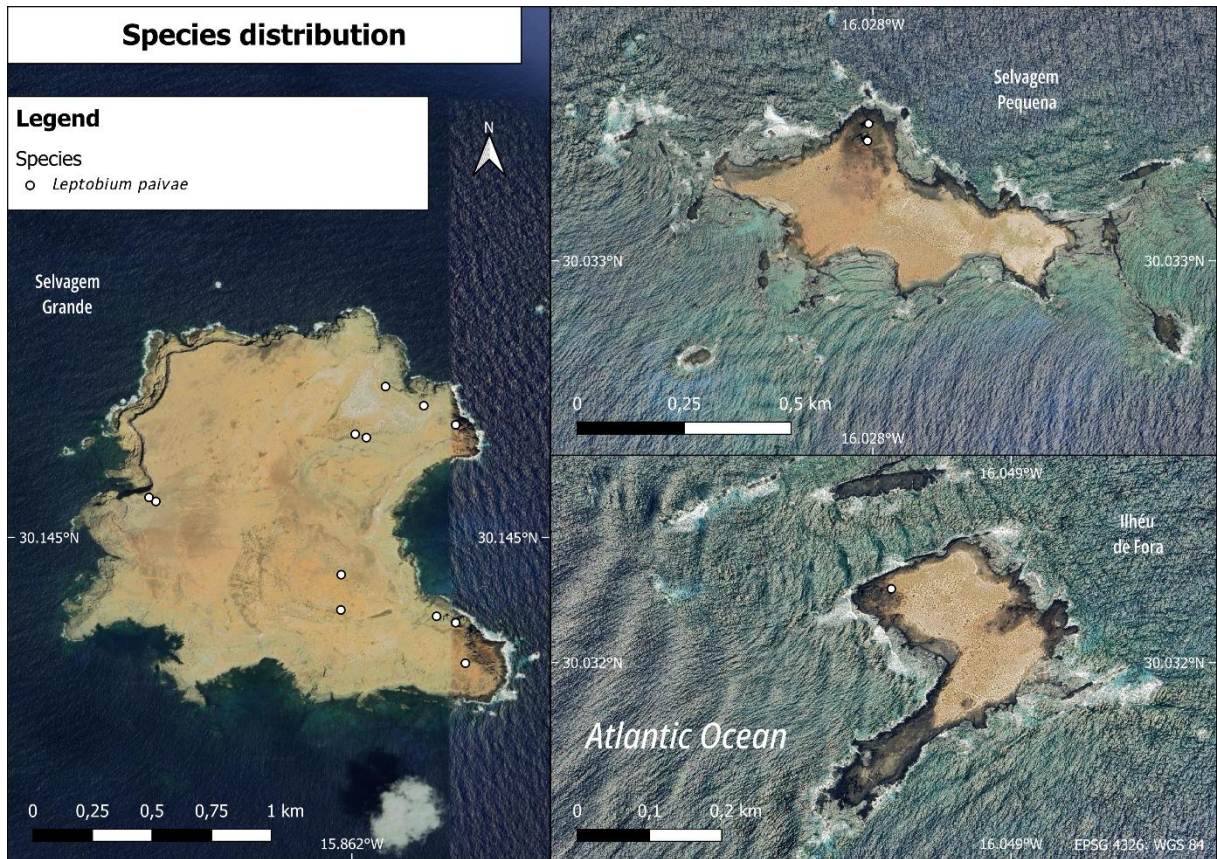 Species distribution
Legend
Species
Leptobium paivae
N
Selvagem
Grande
30.145°N
30.145°N
0 0,25 0,5 0,75 1 km
15.862°W
16.028°W
Selvagem
Pequena
30.033°N
30.033°N
0 0,25 0,5 km
16.028°W
16.049°W
Ilhéu
de Fora
30.032°N
30.032°N
Atlantic Ocean
0 0,1 0,2 km
16.049°W
EPSG 4326: WGS 84